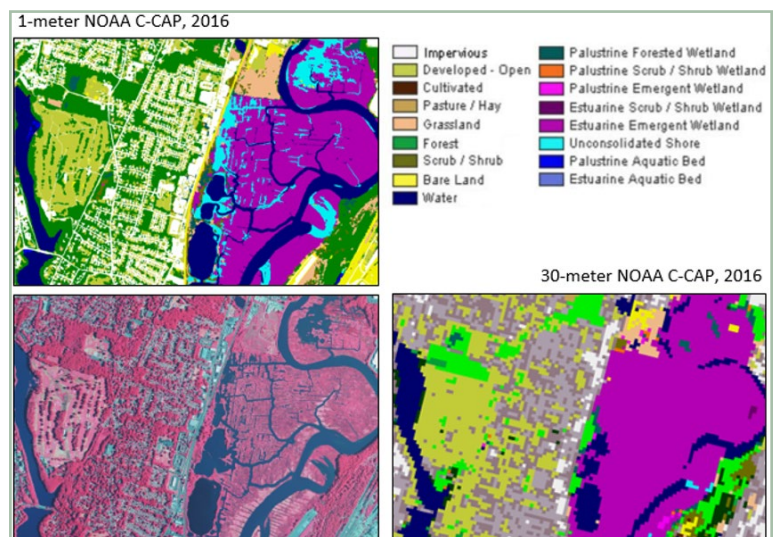 1-meter NOAA C-CAP, 2016
Impervious
Developed - Open
Cultivated
Pasture / Hay
Grassland
Forest
Scrub / Shrub
Bare Land
Water
Palustrine Forested Wetland
Palustrine Scrub / Shrub Wetland
Palustrine Emergent Wetland
Estuarine Scrub / Shrub Wetland
Estuarine Emergent Wetland
Unconsolidated Shore
Palustrine Aquatic Bed
Estuarine Aquatic Bed
30-meter NOAA C-CAP, 2016